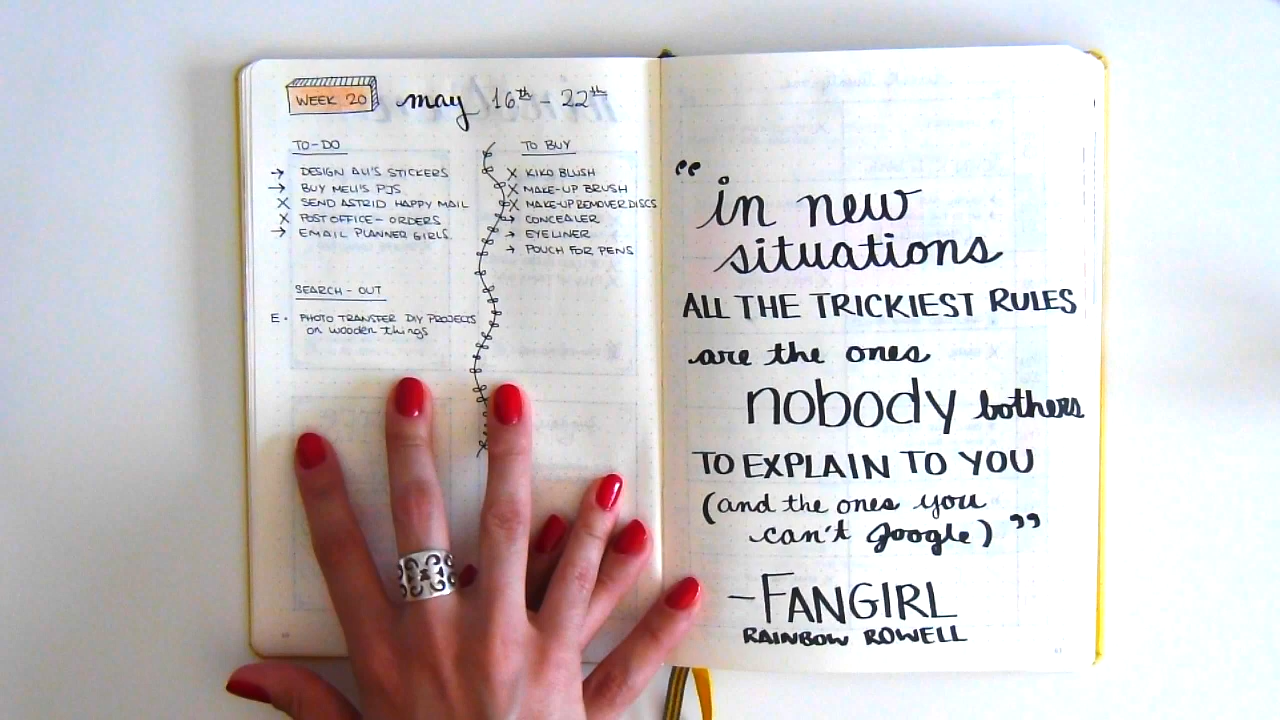 WEEK 20 may 16th - 22th
TO-DO
→ DESIGN ALI'S STICKERS
→ BUY MELI'S PJS
X SEND ASTRID HAPPY MAIL
X POST OFFICE - ORDERS
→ EMAIL PLANNER GIRLS
SEARCH - OUT
E. PHOTO TRANSFER DIY PROJECTS
on wooden things
TO BUY
X KIKO BLUSH
X MAKE-UP BRUSH
X MAKE-UP REMOVER DISCS
→ CONCEALER
→ EYELINER
→ POUCH FOR PENS
“in new
situations
ALL THE TRICKIEST RULES
are the ones
nobody bothers
TO EXPLAIN TO YOU
(and the ones you
can't google)”
- FANGIRL
RAINBOW ROWELL